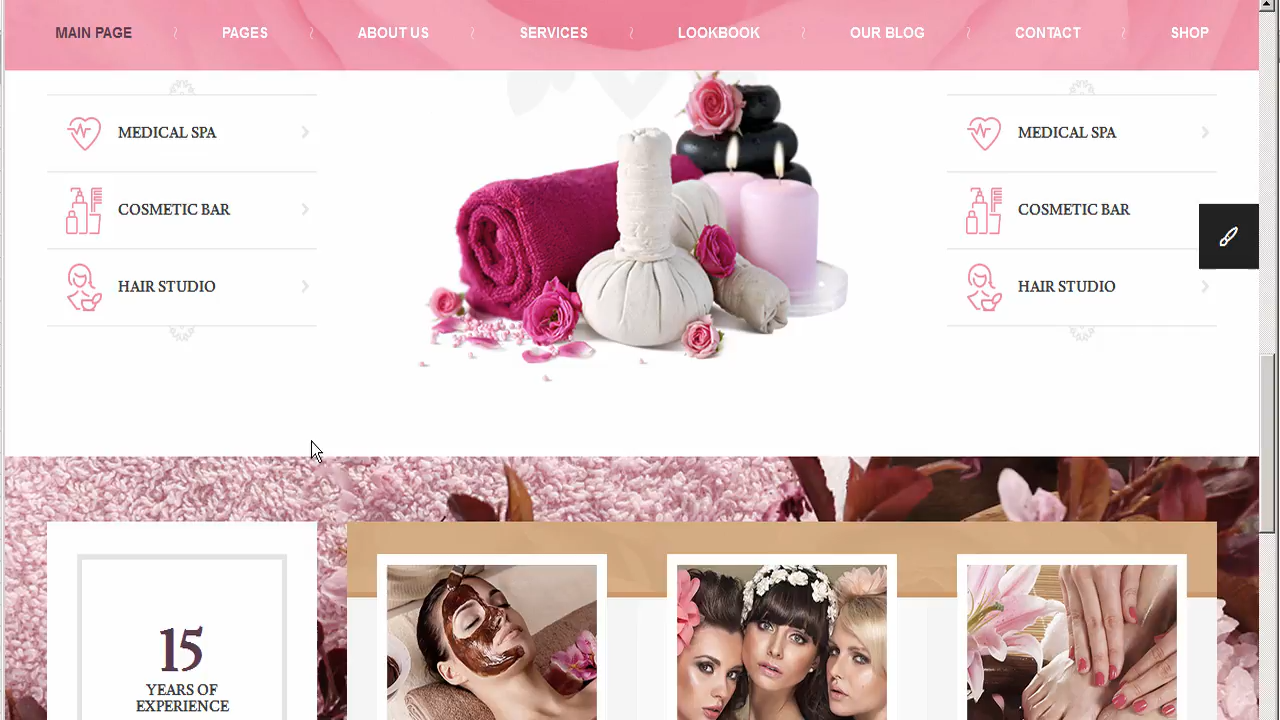 MAIN PAGE
PAGES
ABOUT US
SERVICES
LOOKBOOK
OUR BLOG
CONTACT
SHOP
MEDICAL SPA
COSMETIC BAR
HAIR STUDIO
MEDICAL SPA
COSMETIC BAR
HAIR STUDIO
15
YEARS OF
EXPERIENCE